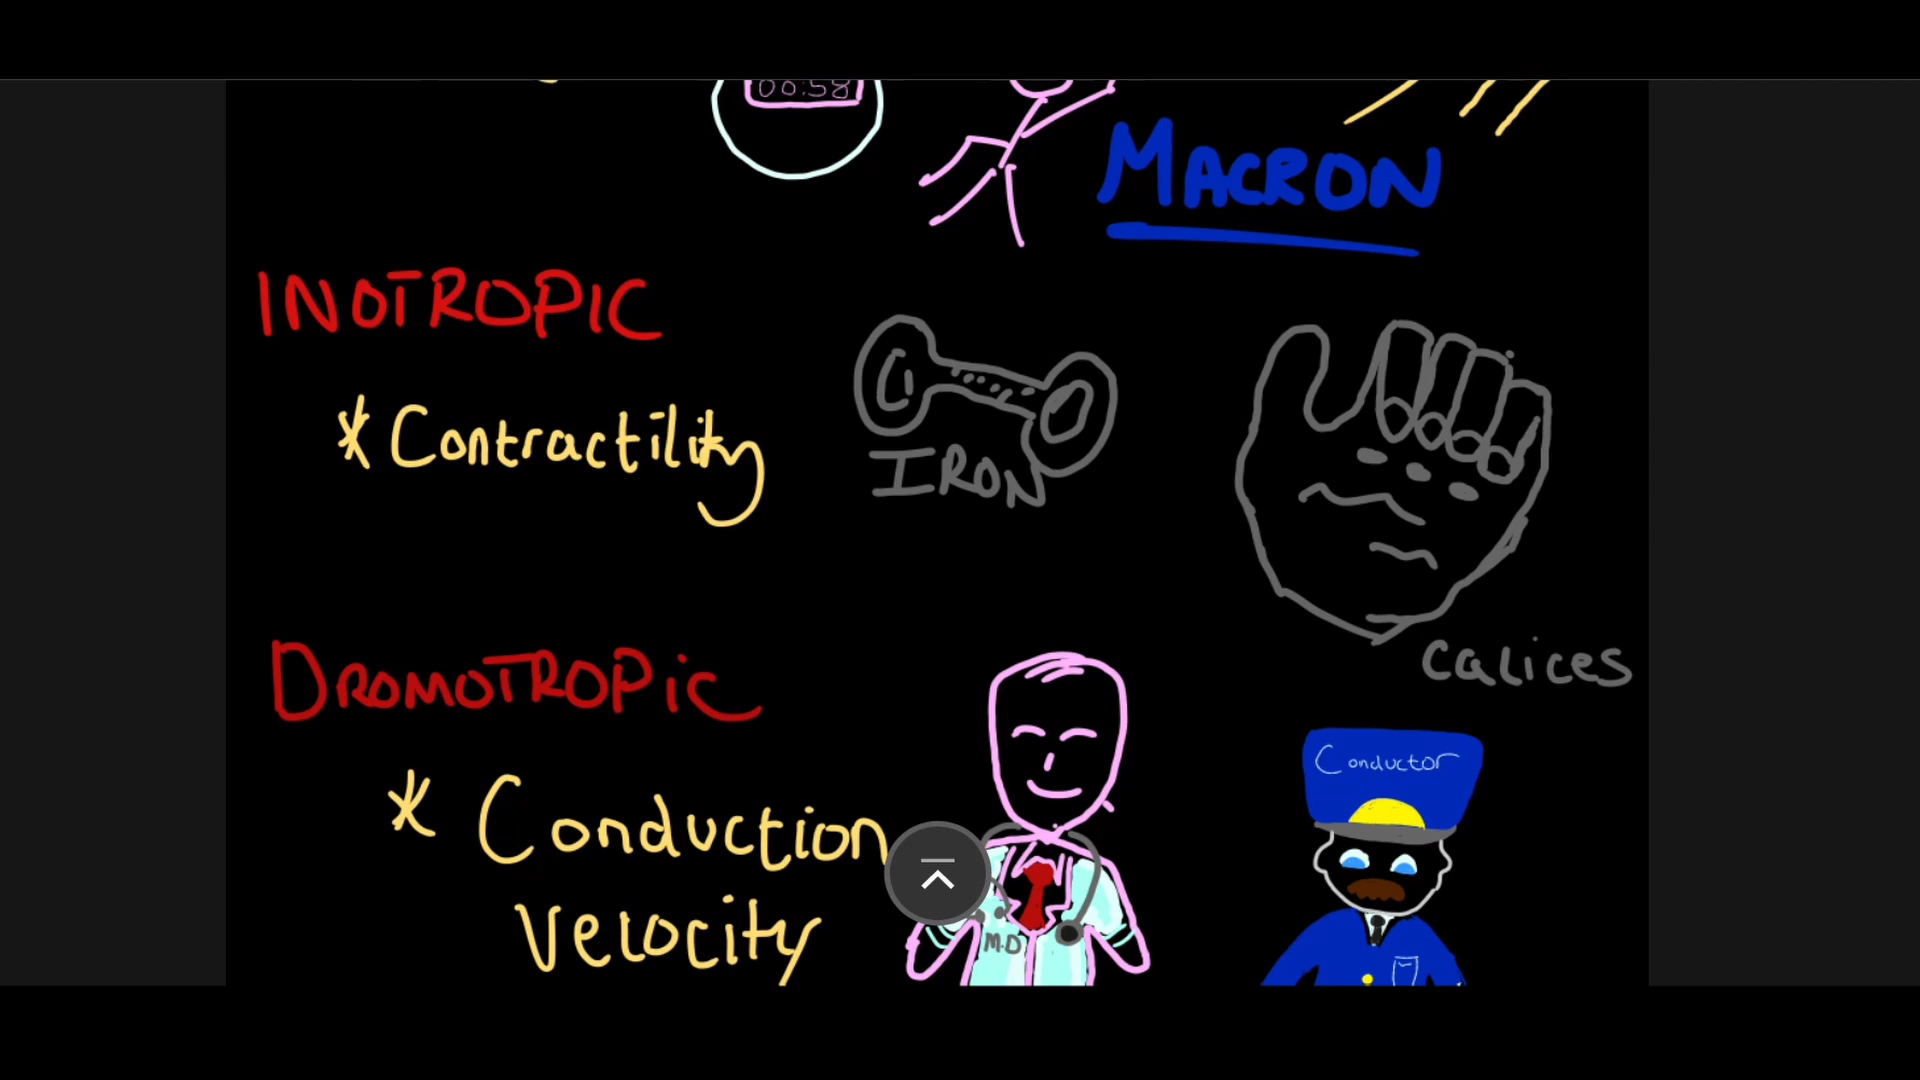 00:58
MACRON
INOTROPIC
* Contractility
IRON
Calices
DROMOTROPiC
Conductor
* Conduction
Velocity
M.D